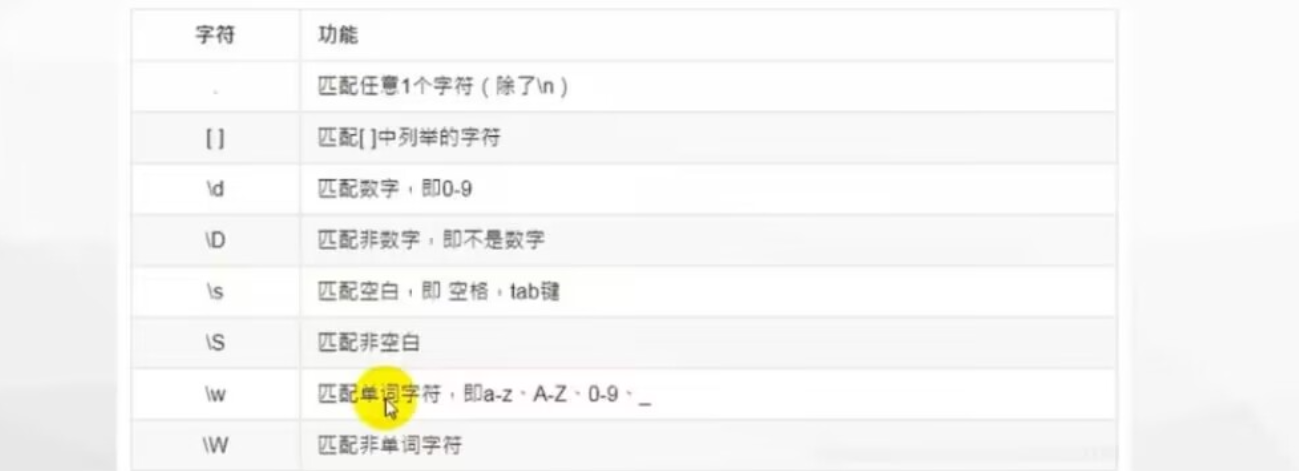 字符 功能
. 匹配任意1个字符（除了\n）
[ ] 匹配[ ]中列举的字符
\d 匹配数字，即0-9
\D 匹配非数字，即不是数字
\s 匹配空白，即 空格，tab键
\S 匹配非空白
\w 匹配单词字符，即a-z、A-Z、0-9、_
\W 匹配非单词字符